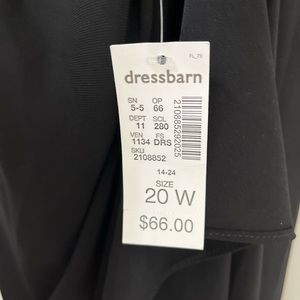 FL_70
dressbarn
SN OP
5-5 66
DEPT SCL
11 280
VEN FS
1134 DRS
SKU
2108852
210885292025
14-24
SIZE
20 W
$66.00